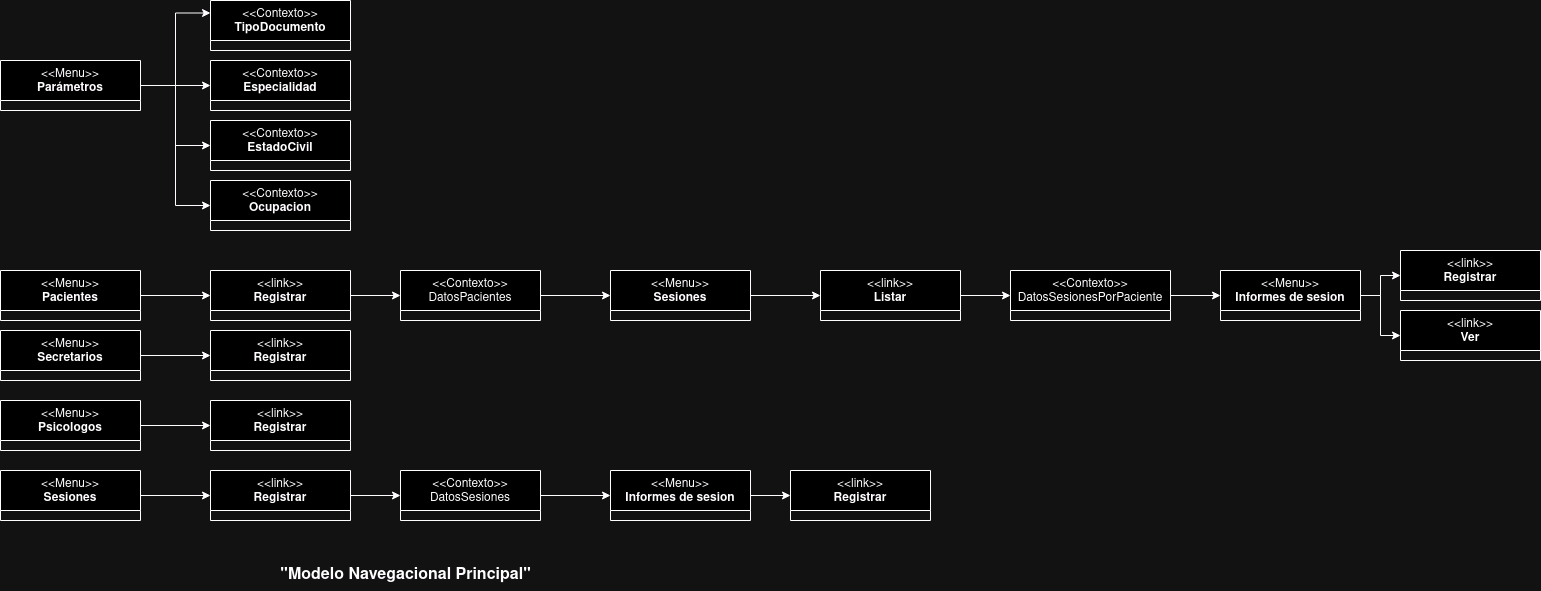 <<Contexto>>
TipoDocumento
<<Menu>>
Parámetros
<<Contexto>>
Especialidad
<<Contexto>>
EstadoCivil
<<Contexto>>
Ocupacion
<<Menu>>
Pacientes
<<link>>
Registrar
<<Contexto>>
DatosPacientes
<<Menu>>
Sesiones
<<link>>
Listar
<<Contexto>>
DatosSesionesPorPaciente
<<Menu>>
Informes de sesion
<<link>>
Registrar
<<link>>
Ver
<<Menu>>
Secretarios
<<link>>
Registrar
<<Menu>>
Psicologos
<<link>>
Registrar
<<Menu>>
Sesiones
<<link>>
Registrar
<<Contexto>>
DatosSesiones
<<Menu>>
Informes de sesion
<<link>>
Registrar
"Modelo Navegacional Principal"